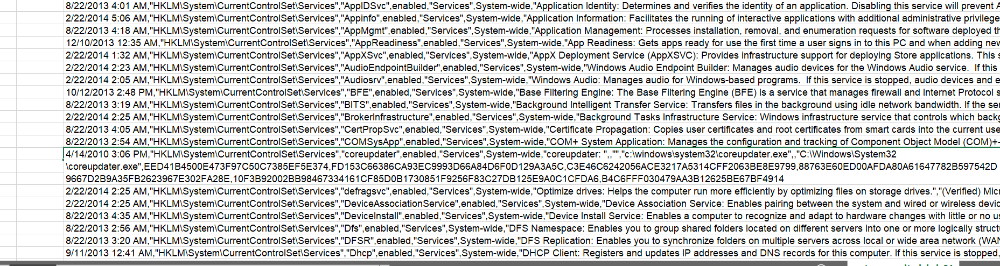 8/22/2013 4:01 AM,"HKLM\System\CurrentControlSet\Services","AppIDSvc",enabled,"Services",System-wide,"Application Identity: Determines and verifies the identity of an application. Disabling this service will prevent A
2/22/2014 5:06 AM,"HKLM\System\CurrentControlSet\Services","Appinfo",enabled,"Services",System-wide,"Application Information: Facilitates the running of interactive applications with additional administrative privilege
8/22/2013 4:18 AM,"HKLM\System\CurrentControlSet\Services","AppMgmt",enabled,"Services",System-wide,"Application Management: Processes installation, removal, and enumeration requests for software deployed th
12/10/2013 12:35 AM,"HKLM\System\CurrentControlSet\Services","AppReadiness",enabled,"Services",System-wide,"App Readiness: Gets apps ready for use the first time a user signs in to this PC and when adding new
2/22/2014 1:32 AM,"HKLM\System\CurrentControlSet\Services","AppXSvc",enabled,"Services",System-wide,"AppX Deployment Service (AppXSVC): Provides infrastructure support for deploying Store applications. This s
2/22/2014 2:23 AM,"HKLM\System\CurrentControlSet\Services","AudioEndpointBuilder",enabled,"Services",System-wide,"Windows Audio Endpoint Builder: Manages audio devices for the Windows Audio service.  If this
2/22/2014 2:05 AM,"HKLM\System\CurrentControlSet\Services","Audiosrv",enabled,"Services",System-wide,"Windows Audio: Manages audio for Windows-based programs.  If this service is stopped, audio devices and e
10/12/2013 2:48 PM,"HKLM\System\CurrentControlSet\Services","BFE",enabled,"Services",System-wide,"Base Filtering Engine: The Base Filtering Engine (BFE) is a service that manages firewall and Internet Protocol s
8/22/2013 3:19 AM,"HKLM\System\CurrentControlSet\Services","BITS",enabled,"Services",System-wide,"Background Intelligent Transfer Service: Transfers files in the background using idle network bandwidth. If the ser
2/22/2014 2:25 AM,"HKLM\System\CurrentControlSet\Services","BrokerInfrastructure",enabled,"Services",System-wide,"Background Tasks Infrastructure Service: Windows infrastructure service that controls which backg
8/22/2013 4:05 AM,"HKLM\System\CurrentControlSet\Services","CertPropSvc",enabled,"Services",System-wide,"Certificate Propagation: Copies user certificates and root certificates from smart cards into the current use
8/22/2013 2:54 AM,"HKLM\System\CurrentControlSet\Services","COMSysApp",enabled,"Services",System-wide,"COM+ System Application: Manages the configuration and tracking of Component Object Model (COM)+-
4/14/2010 3:06 PM,"HKLM\System\CurrentControlSet\Services","coreupdater",enabled,"Services",System-wide,"coreupdater: ",,"","c:\windows\system32\coreupdater.exe",,"C:\Windows\System32
\coreupdater.exe",EED41B4500E473F97C50C7385EF5E374,FD153C66386CA93EC9993D66A84D6F0D129A3A5C,C3E46C6242056ACE3217A5314CFF2063BE8E9799,88763E60ED00AFDA80A61647782B597542D
9667D2B9A35FB2623967E302FA28E,10F3B92002BB98467334161CF85D0B1730851F9256F83C27DB125E9A0C1CFDA6,B4C6FFF030479AA3B12625BE67BF4914
2/22/2014 2:25 AM,"HKLM\System\CurrentControlSet\Services","defragsvc",enabled,"Services",System-wide,"Optimize drives: Helps the computer run more efficiently by optimizing files on storage drives.","(Verified) Micr
2/22/2014 2:25 AM,"HKLM\System\CurrentControlSet\Services","DeviceAssociationService",enabled,"Services",System-wide,"Device Association Service: Enables pairing between the system and wired or wireless devic
8/22/2013 4:35 AM,"HKLM\System\CurrentControlSet\Services","DeviceInstall",enabled,"Services",System-wide,"Device Install Service: Enables a computer to recognize and adapt to hardware changes with little or no us
8/22/2013 2:56 AM,"HKLM\System\CurrentControlSet\Services","Dfs",enabled,"Services",System-wide,"DFS Namespace: Enables you to group shared folders located on different servers into one or more logically struct
8/22/2013 3:20 AM,"HKLM\System\CurrentControlSet\Services","DFSR",enabled,"Services",System-wide,"DFS Replication: Enables you to synchronize folders on multiple servers across local or wide area network (WAN
9/11/2013 12:41 AM,"HKLM\System\CurrentControlSet\Services","Dhcp",enabled,"Services",System-wide,"DHCP Client: Registers and updates IP addresses and DNS records for this computer. If this service is stopped,